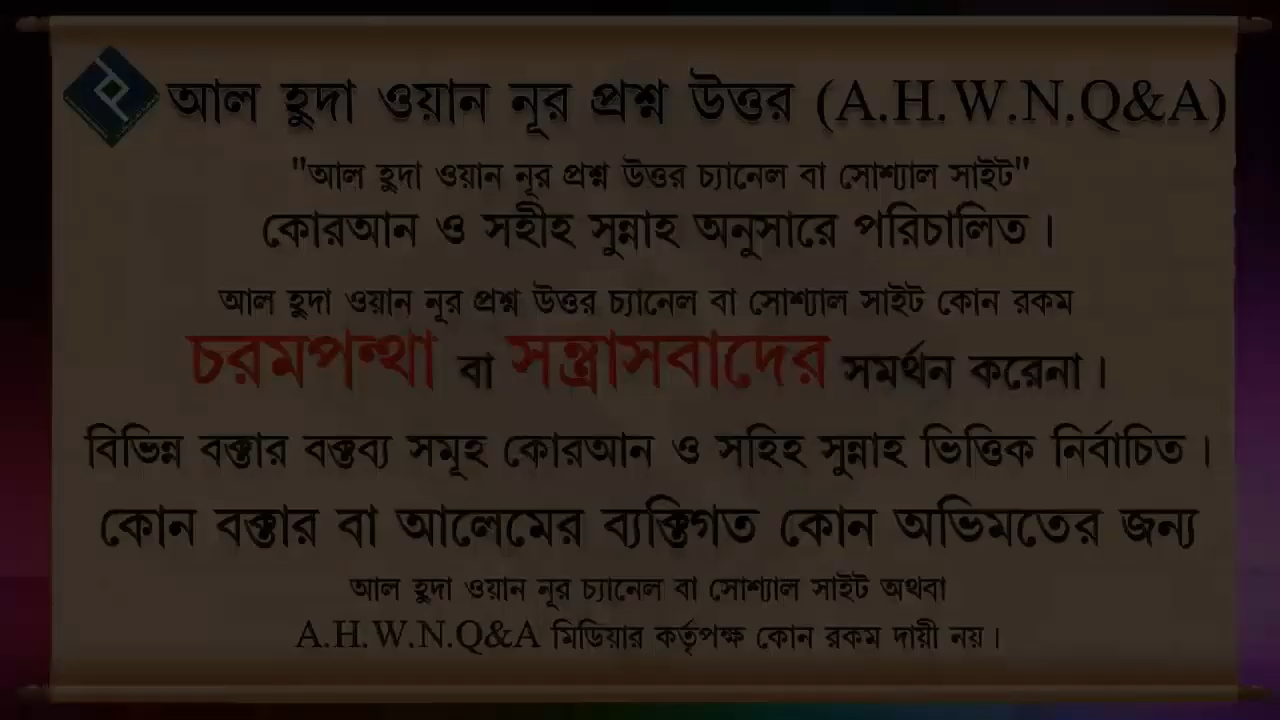 আল হুদা ওয়ান নূর প্রশ্ন উত্তর (A.H.W.N.Q&A)
"আল হুদা ওয়ান নূর প্রশ্ন উত্তর চ্যানেল বা সোশ্যাল সাইট"
কোরআন ও সহীহ সুন্নাহ অনুসারে পরিচালিত।
আল হুদা ওয়ান নূর প্রশ্ন উত্তর চ্যানেল বা সোশ্যাল সাইট কোন রকম
চরমপন্থা বা সন্ত্রাসবাদের সমর্থন করেনা।
বিভিন্ন বক্তার বক্তব্য সমূহ কোরআন ও সহিহ সুন্নাহ ভিত্তিক নির্বাচিত।
কোন বক্তার বা আলেমের ব্যক্তিগত কোন অভিমতের জন্য
আল হুদা ওয়ান নূর চ্যানেল বা সোশ্যাল সাইট অথবা
A.H.W.N.Q&A মিডিয়ার কর্তৃপক্ষ কোন রকম দায়ী নয়।